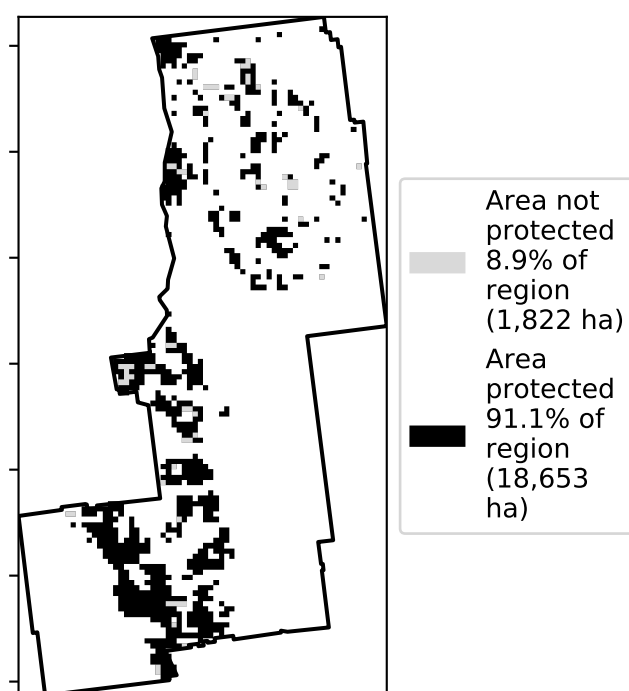 Area not
protected
8.9% of
region
(1,822 ha)
Area
protected
91.1% of
region
(18,653
ha)